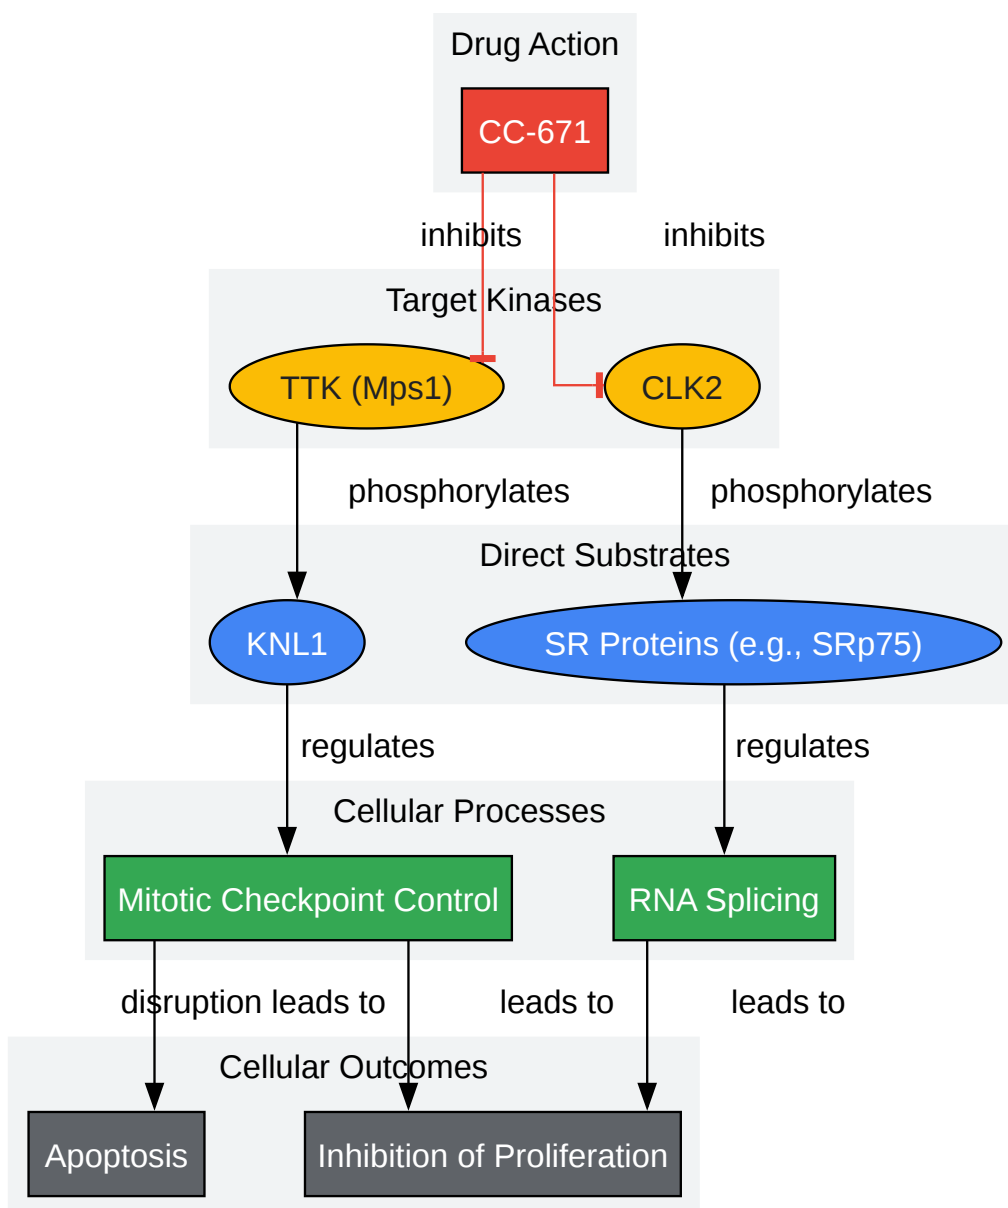 Drug Action
CC-671
inhibits
inhibits
Target Kinases
TTK (Mps1)
CLK2
phosphorylates
phosphorylates
Direct Substrates
KNL1
SR Proteins (e.g., SRp75)
regulates
regulates
Cellular Processes
Mitotic Checkpoint Control
RNA Splicing
disruption leads to
leads to
leads to
Cellular Outcomes
Apoptosis
Inhibition of Proliferation